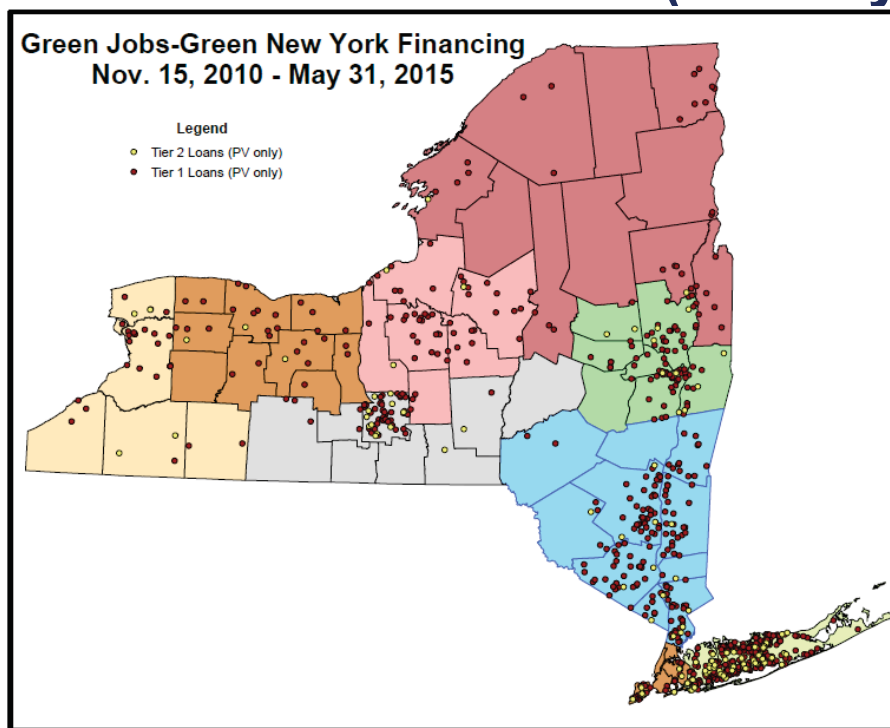 Green Jobs-Green New York Financing
Nov. 15, 2010 - May 31, 2015
Legend
Tier 2 Loans (PV only)
Tier 1 Loans (PV only)